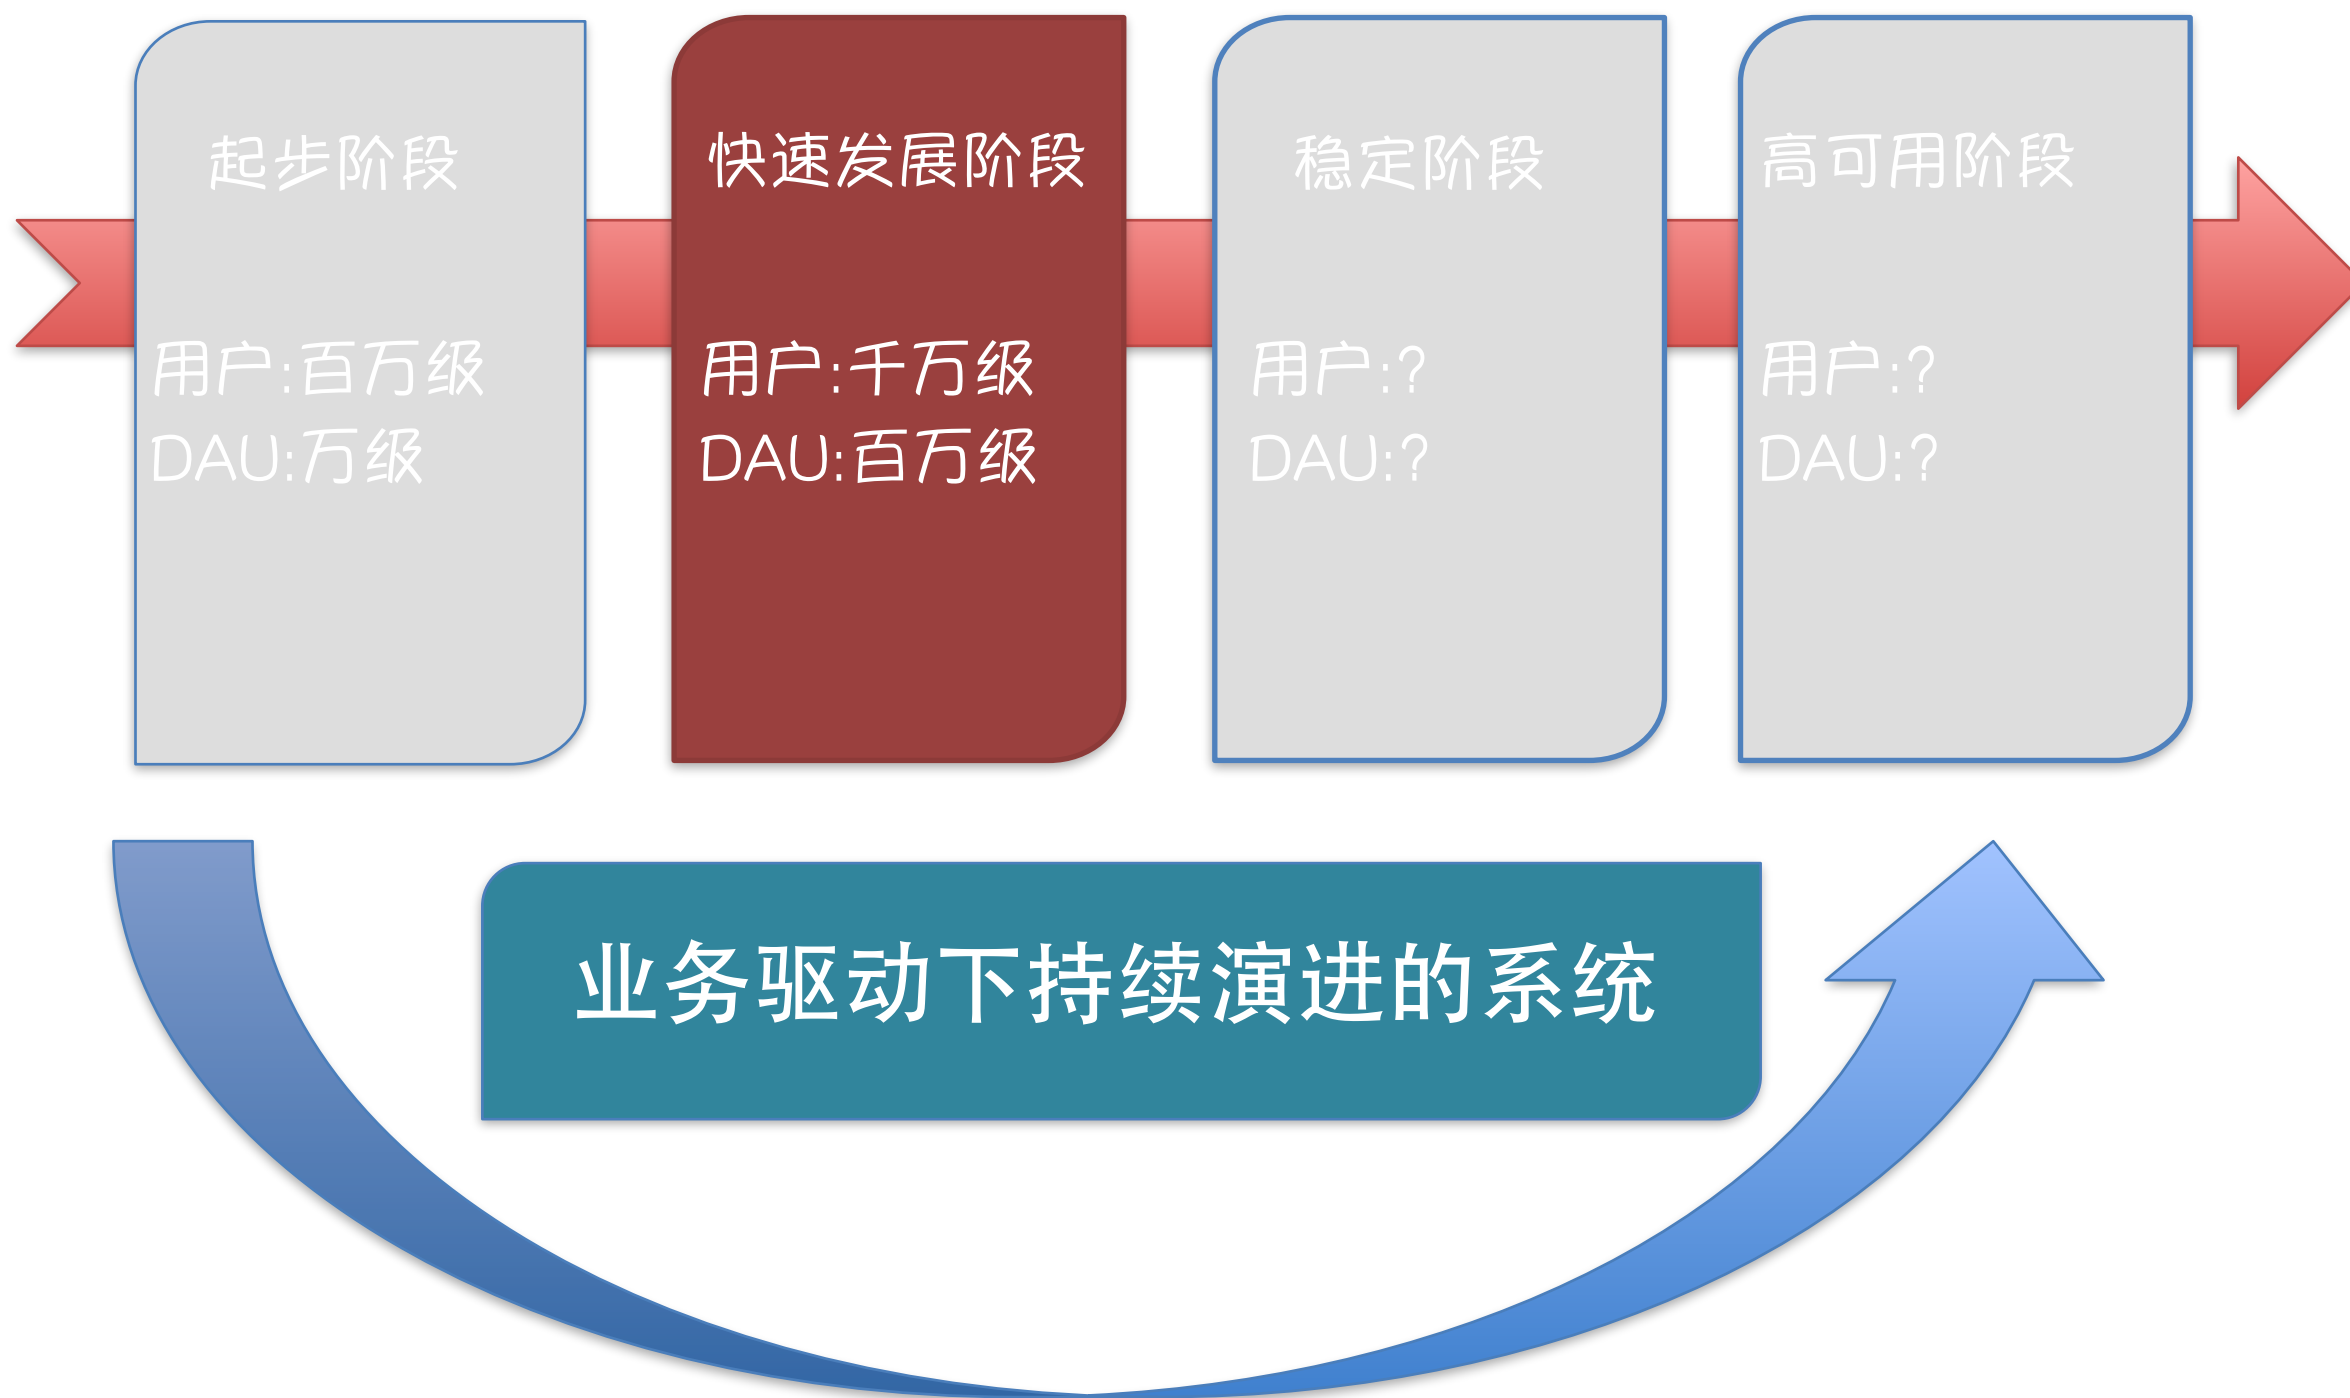 起步阶段
用户:百万级
DAU:万级
快速发展阶段
用户:千万级
DAU:百万级
稳定阶段
用户:?
DAU:?
高可用阶段
用户:?
DAU:?
业务驱动下持续演进的系统